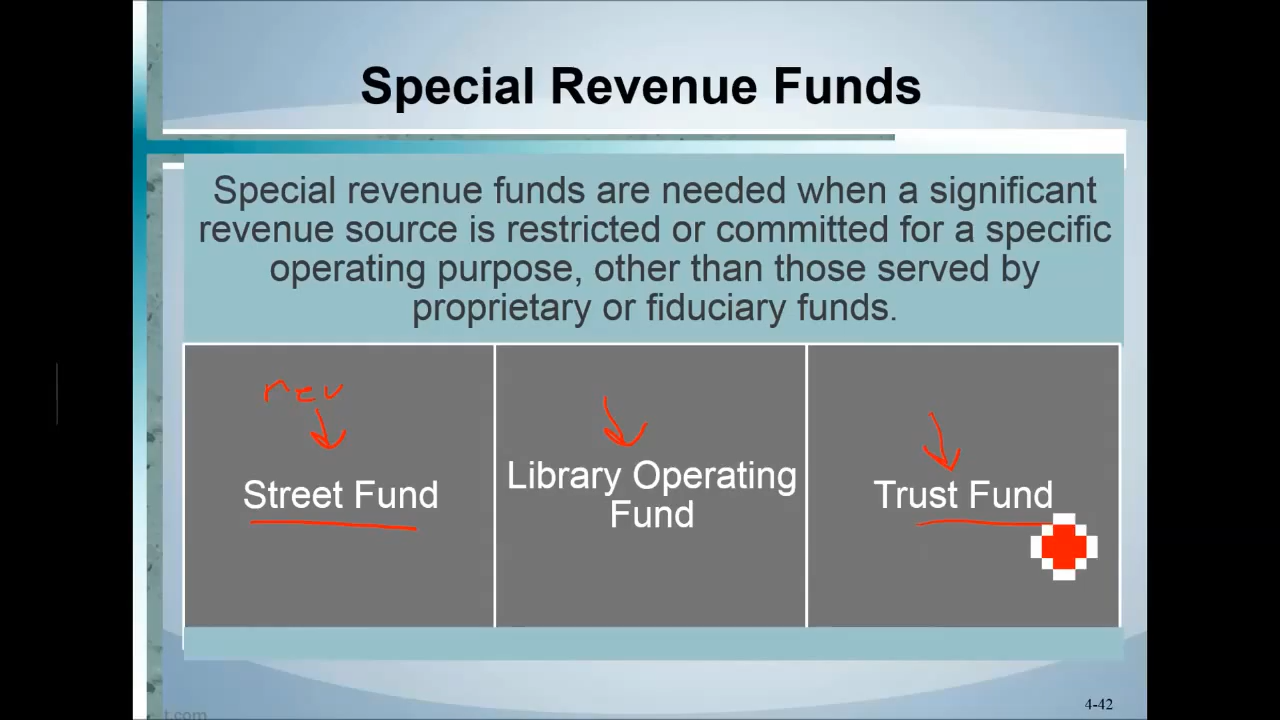 Special Revenue Funds
Special revenue funds are needed when a significant
revenue source is restricted or committed for a specific
operating purpose, other than those served by
proprietary or fiduciary funds.
rev
Street Fund
Library Operating
Fund
Trust Fund
4-42
t.com